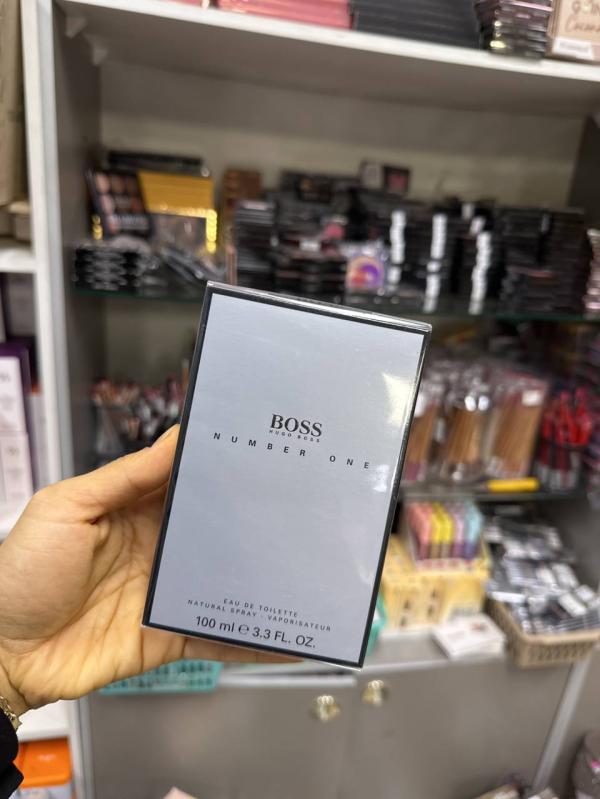 BOSS
HUGO BOSS
NUMBER ONE
EAU DE TOILETTE
NATURAL SPRAY · VAPORISATEUR
100 ml ℮ 3.3 FL. OZ.